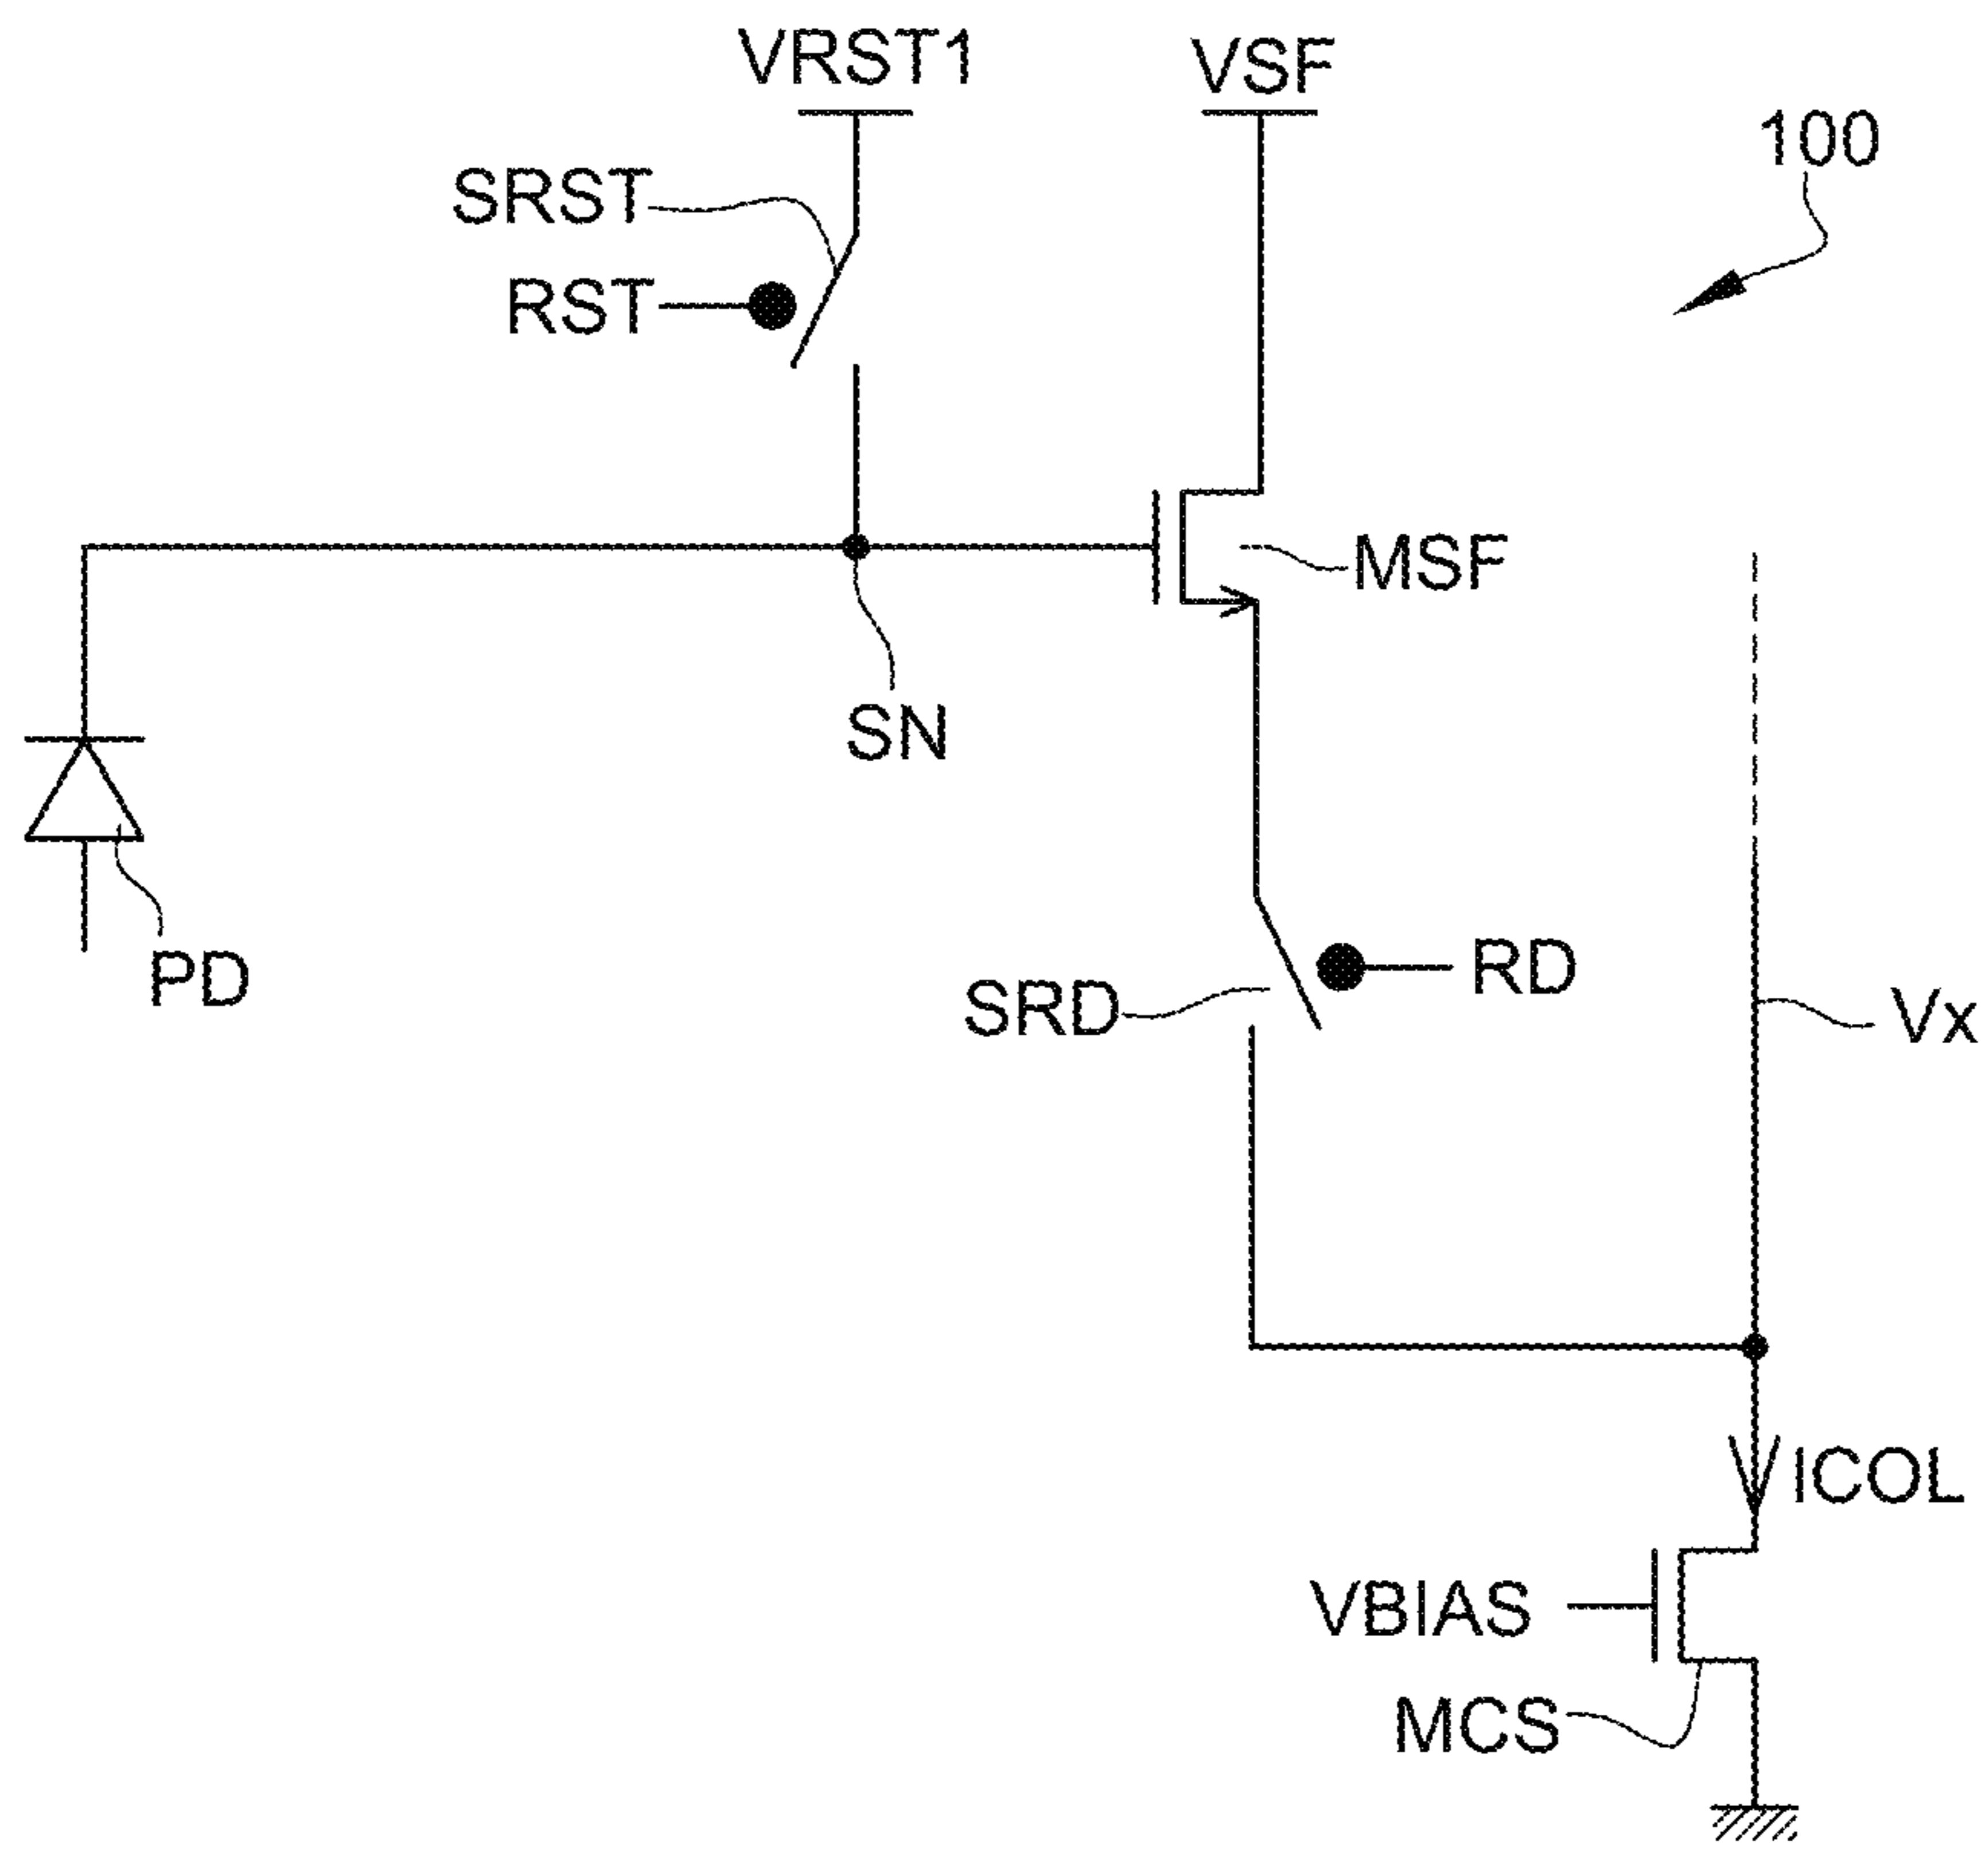 VRST1
VSF
100
SRST
RST
MSF
SN
PD
SRD
RD
Vx
ICOL
VBIAS
MCS